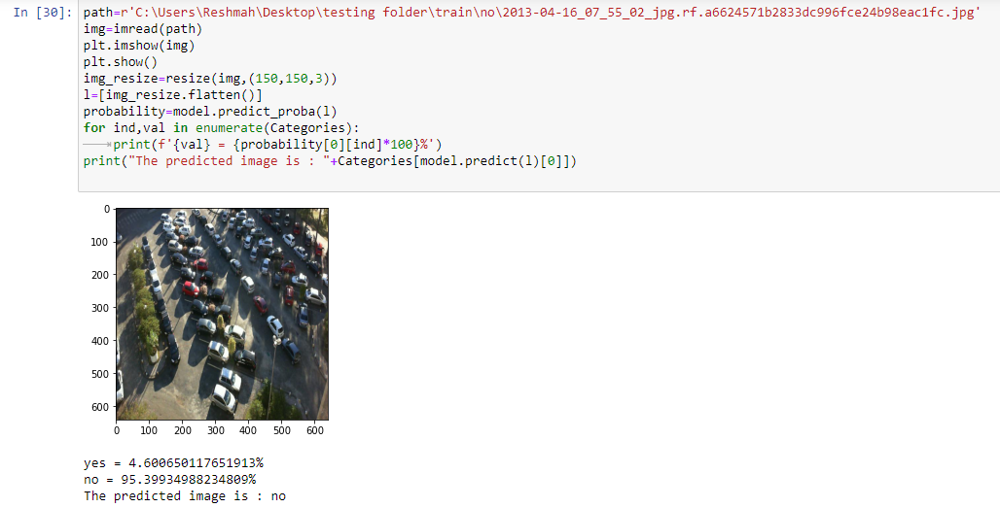 In [30]:
path=r'C:\Users\Reshmah\Desktop\testing folder\train\no\2013-04-16_07_55_02_jpg.rf.a6624571b2833dc996fce24b98eac1fc.jpg'
img=imread(path)
plt.imshow(img)
plt.show()
img_resize=resize(img,(150,150,3))
l=[img_resize.flatten()]
probability=model.predict_proba(l)
for ind,val in enumerate(Categories):
print(f'{val} = {probability[0][ind]*100}%')
print("The predicted image is : "+Categories[model.predict(l)[0]])
0
100
200
300
400
500
600
0 100 200 300 400 500 600
yes = 4.600650117651913%
no = 95.39934988234809%
The predicted image is : no